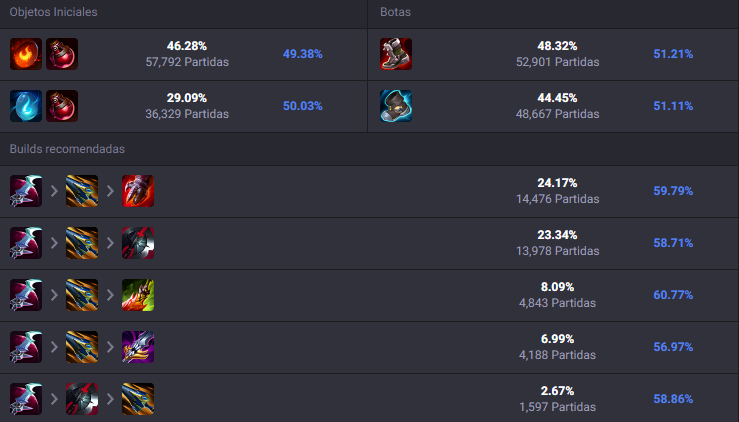 Objetos Iniciales
Botas
46.28%
57,792 Partidas
49.38%
48.32%
52,901 Partidas
51.21%
29.09%
36,329 Partidas
50.03%
44.45%
48,667 Partidas
51.11%
Builds recomendadas
24.17%
14,476 Partidas
59.79%
23.34%
13,978 Partidas
58.71%
8.09%
4,843 Partidas
60.77%
6.99%
4,188 Partidas
56.97%
2.67%
1,597 Partidas
58.86%